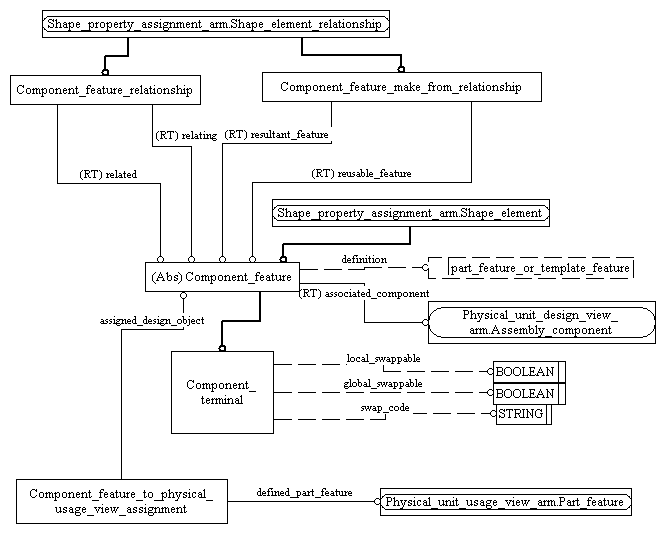 Shape_property_assignment_arm.Shape_element_relationship
Component_feature_relationship
Component_feature_make_from_relationship
(RT) relating
(RT) resultant_feature
(RT) related
(RT) reusable_feature
Shape_property_assignment_arm.Shape_element
(Abs) Component_feature
definition
part_feature_or_template_feature
(RT) associated_component
Physical_unit_design_view_
arm.Assembly_component
assigned_design_object
Component_
terminal
local_swappable
BOOLEAN
global_swappable
BOOLEAN
swap_code
STRING
Component_feature_to_physical_
usage_view_assignment
defined_part_feature
Physical_unit_usage_view_arm.Part_feature